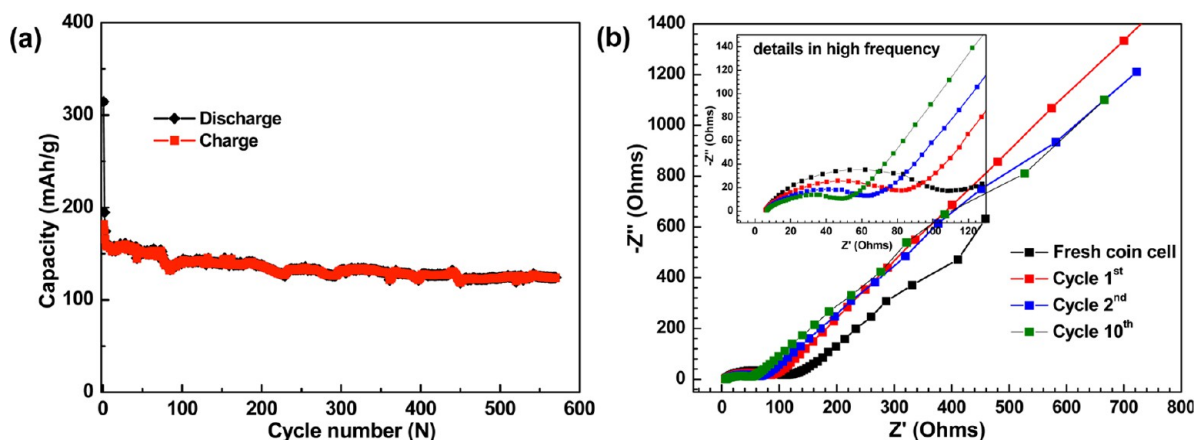 (a)
400
300
200
100
0
Capacity (mAh/g)
Discharge
Charge
0 100 200 300 400 500 600
Cycle number (N)
(b)
1400
1200
1000
800
600
400
200
0
-Z'' (Ohms)
details in high frequency
140
120
100
80
60
40
20
0
-Z'' (Ohms)
0 20 40 60 80 100 120
Z' (Ohms)
Fresh coin cell
Cycle 1st
Cycle 2nd
Cycle 10th
0 100 200 300 400 500 600 700 800
Z' (Ohms)